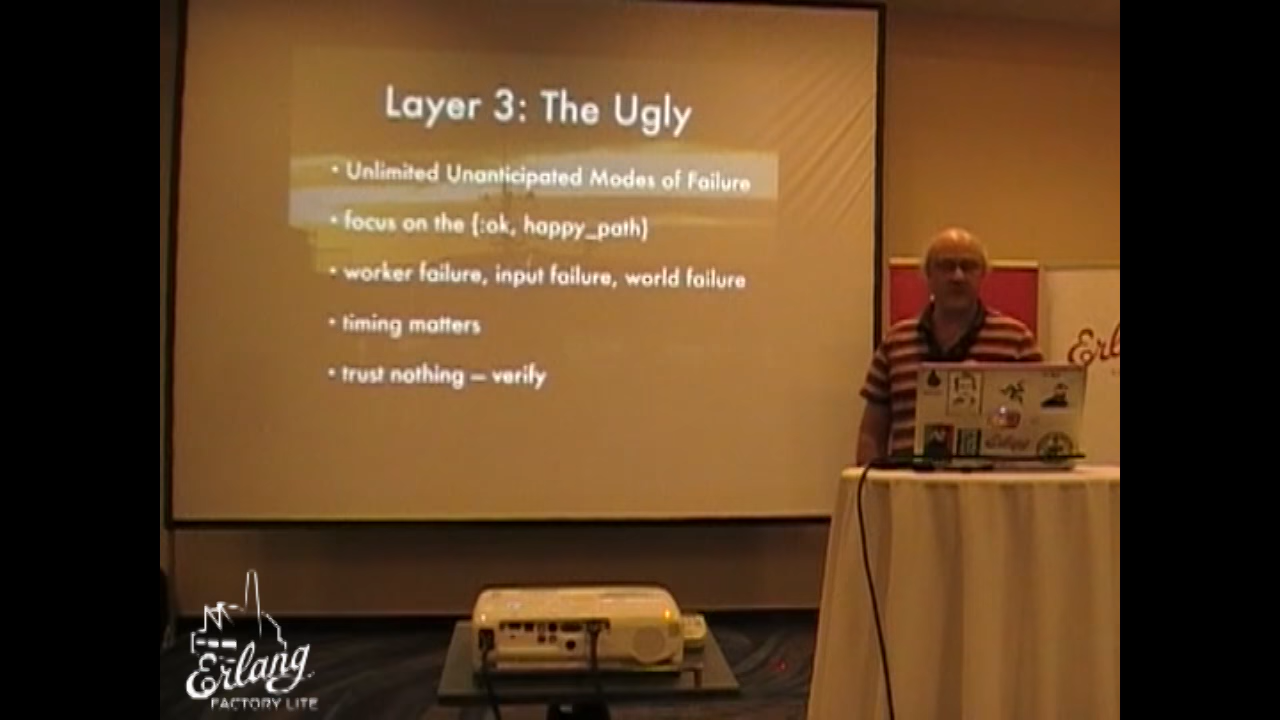 Layer 3: The Ugly
• Unlimited Unanticipated Modes of Failure
• focus on the {:ok, happy_path}
• worker failure, input failure, world failure
• timing matters
• trust nothing – verify
Erl
Erlang
FACTORY LITE